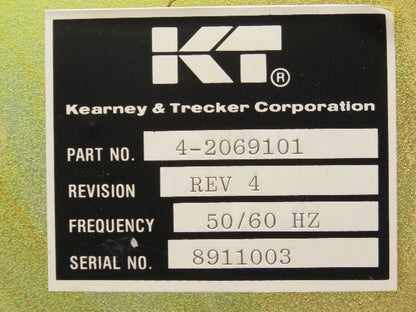 KT®
Kearney & Trecker Corporation
PART NO. 4-2069101
REVISION REV 4
FREQUENCY 50/60 HZ
SERIAL NO. 8911003